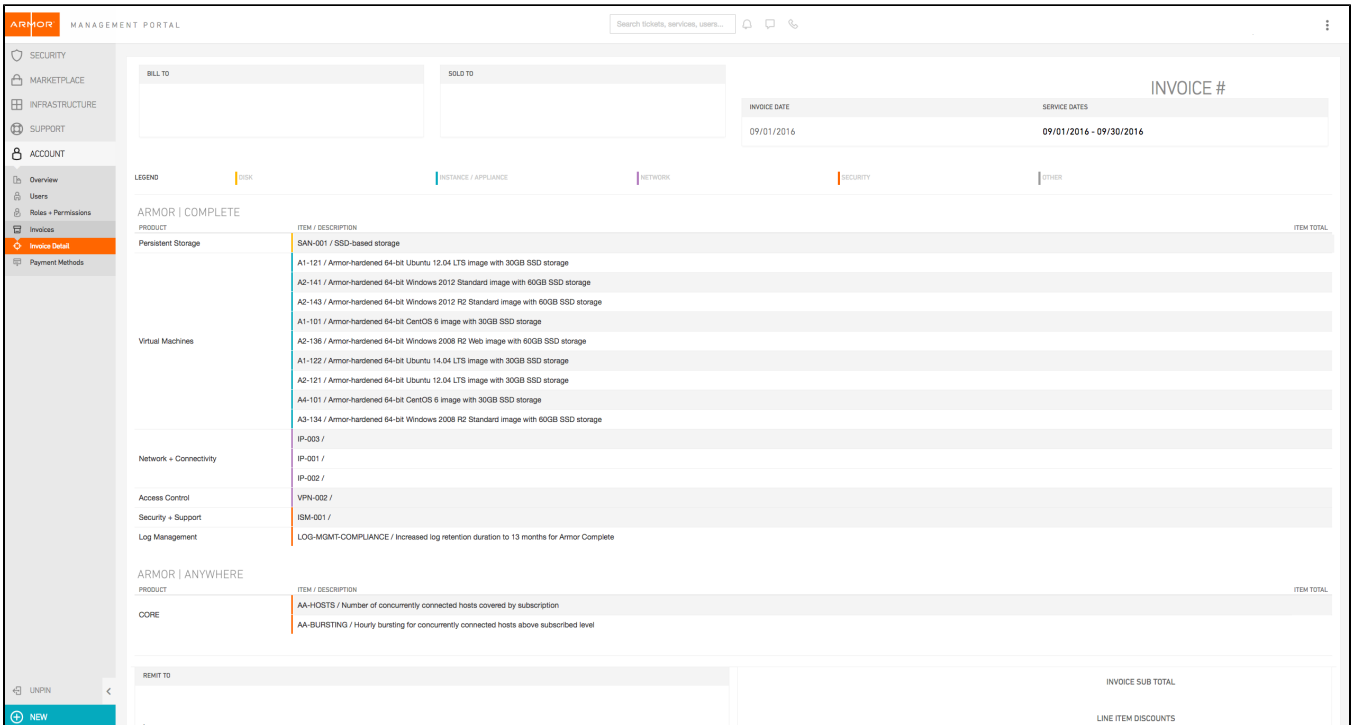 ARMOR MANAGEMENT PORTAL
Search tickets, services, users...
SECURITY
MARKETPLACE
INFRASTRUCTURE
SUPPORT
ACCOUNT
Overview
Users
Roles + Permissions
Invoices
Invoice Detail
Payment Methods
UNPIN
NEW
BILL TO
SOLD TO
INVOICE #
INVOICE DATE SERVICE DATES
09/01/2016 09/01/2016 - 09/30/2016
LEGEND DISK INSTANCE / APPLIANCE NETWORK SECURITY OTHER
ARMOR | COMPLETE
PRODUCT ITEM / DESCRIPTION ITEM TOTAL
Persistent Storage SAN-001 / SSD-based storage
A1-121 / Armor-hardened 64-bit Ubuntu 12.04 LTS image with 30GB SSD storage
A2-141 / Armor-hardened 64-bit Windows 2012 Standard image with 60GB SSD storage
A2-143 / Armor-hardened 64-bit Windows 2012 R2 Standard image with 60GB SSD storage
A1-101 / Armor-hardened 64-bit CentOS 6 image with 30GB SSD storage
Virtual Machines A2-136 / Armor-hardened 64-bit Windows 2008 R2 Web image with 60GB SSD storage
A1-122 / Armor-hardened 64-bit Ubuntu 14.04 LTS image with 30GB SSD storage
A2-121 / Armor-hardened 64-bit Ubuntu 12.04 LTS image with 30GB SSD storage
A4-101 / Armor-hardened 64-bit CentOS 6 image with 30GB SSD storage
A3-134 / Armor-hardened 64-bit Windows 2008 R2 Standard image with 60GB SSD storage
IP-003 /
Network + Connectivity IP-001 /
IP-002 /
Access Control VPN-002 /
Security + Support ISM-001 /
Log Management LOG-MGMT-COMPLIANCE / Increased log retention duration to 13 months for Armor Complete
ARMOR | ANYWHERE
PRODUCT ITEM / DESCRIPTION ITEM TOTAL
CORE AA-HOSTS / Number of concurrently connected hosts covered by subscription
AA-BURSTING / Hourly bursting for concurrently connected hosts above subscribed level
REMIT TO
INVOICE SUB TOTAL
LINE ITEM DISCOUNTS